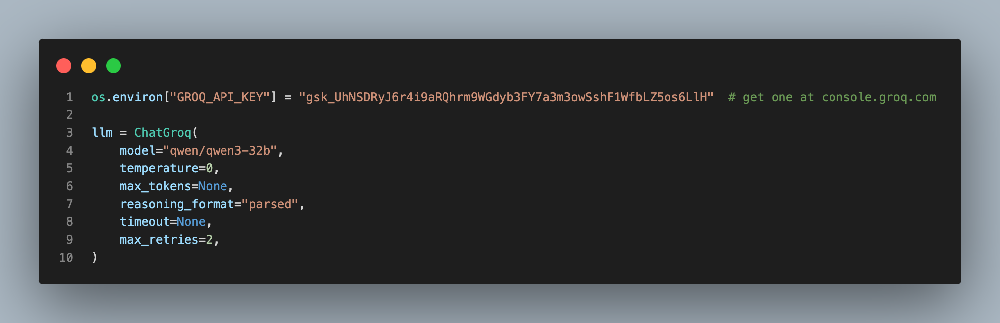 1 os.environ["GROQ_API_KEY"] = "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"  # get one at console.groq.com
2
3 llm = ChatGroq(
4     model="qwen/qwen3-32b",
5     temperature=0,
6     max_tokens=None,
7     reasoning_format="parsed",
8     timeout=None,
9     max_retries=2,
10 )